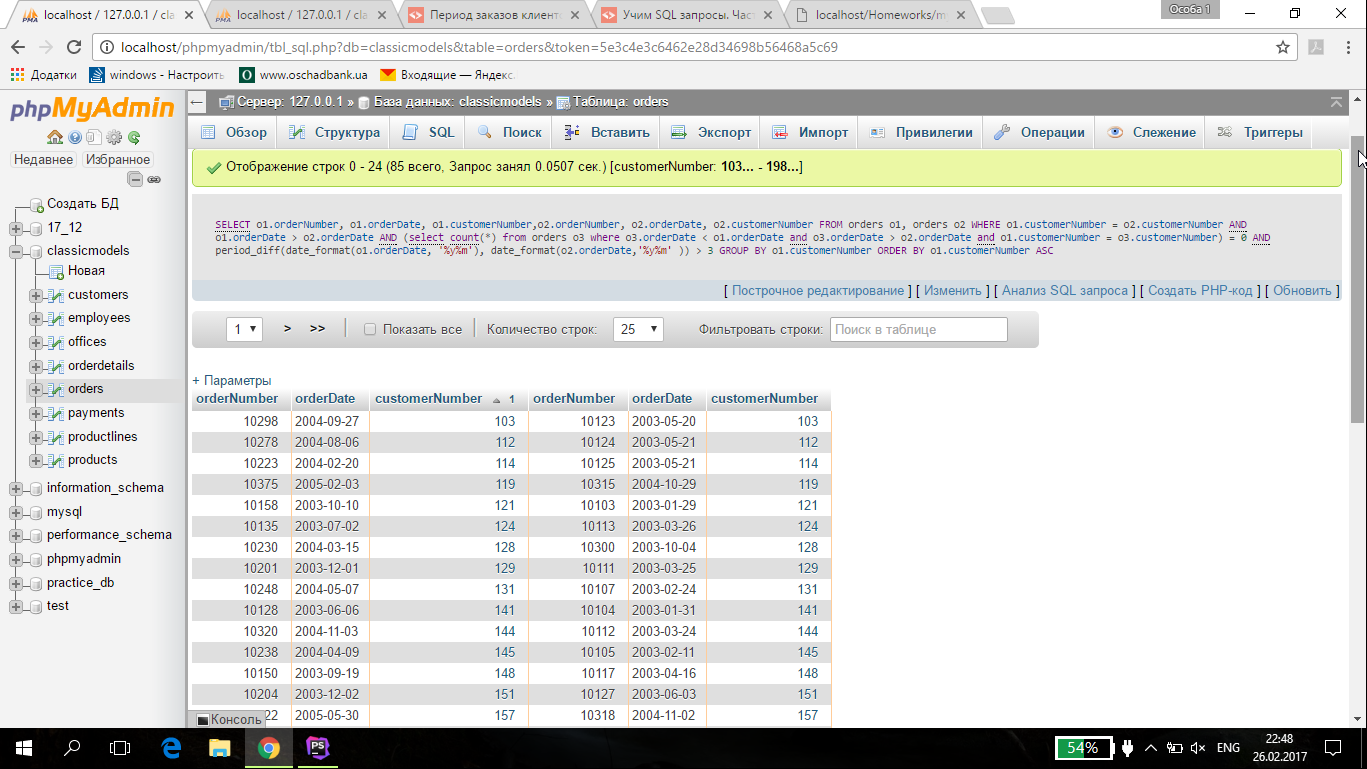 localhost / 127.0.0.1 / cla
localhost / 127.0.0.1 / cla
Период заказов клиент
Учим SQL запросы. Час
localhost/Homeworks/m
Особа 1
localhost/phpmyadmin/tbl_sql.php?db=classicmodels&table=orders&token=5e3c4e3c6462e28d34698b56468a5c69
Додатки
windows - Настроить
www.oschadbank.ua
Входящие — Яндекс.
phpMyAdmin
Недавнее
Избранное
Создать БД
17_12
classicmodels
Новая
customers
employees
offices
orderdetails
orders
payments
productlines
products
information_schema
mysql
performance_schema
phpmyadmin
practice_db
test
Сервер: 127.0.0.1 » База данных: classicmodels » Таблица: orders
Обзор Структура SQL Поиск Вставить Экспорт Импорт Привилегии Операции Слежение Триггеры
Отображение строк 0 - 24 (85 всего, Запрос занял 0.0507 сек.) [customerNumber: 103... - 198...]
SELECT o1.orderNumber, o1.orderDate, o1.customerNumber,o2.orderNumber, o2.orderDate, o2.customerNumber FROM orders o1, orders o2 WHERE o1.customerNumber = o2.customerNumber AND
o1.orderDate > o2.orderDate AND (select count(*) from orders o3 where o3.orderDate < o1.orderDate and o3.orderDate > o2.orderDate and o1.customerNumber = o3.customerNumber) = 0 AND
period_diff(date_format(o1.orderDate, '%y%m'), date_format(o2.orderDate,'%y%m' )) > 3 GROUP BY o1.customerNumber ORDER BY o1.customerNumber ASC
[ Построчное редактирование ] [ Изменить ] [ Анализ SQL запроса ] [ Создать PHP-код ] [ Обновить ]
1 > >> Показать все Количество строк: 25 Фильтровать строки: Поиск в таблице
+ Параметры
orderNumber orderDate customerNumber 1 orderNumber orderDate customerNumber
10298 2004-09-27 103 10123 2003-05-20 103
10278 2004-08-06 112 10124 2003-05-21 112
10223 2004-02-20 114 10125 2003-05-21 114
10375 2005-02-03 119 10315 2004-10-29 119
10158 2003-10-10 121 10103 2003-01-29 121
10135 2003-07-02 124 10113 2003-03-26 124
10230 2004-03-15 128 10300 2003-10-04 128
10201 2003-12-01 129 10111 2003-03-25 129
10248 2004-05-07 131 10107 2003-02-24 131
10128 2003-06-06 141 10104 2003-01-31 141
10320 2004-11-03 144 10112 2003-03-24 144
10238 2004-04-09 145 10105 2003-02-11 145
10150 2003-09-19 148 10117 2003-04-16 148
10204 2003-12-02 151 10127 2003-06-03 151
22 2005-05-30 157 10318 2004-11-02 157
Консоль
54%
ENG
22:48
26.02.2017